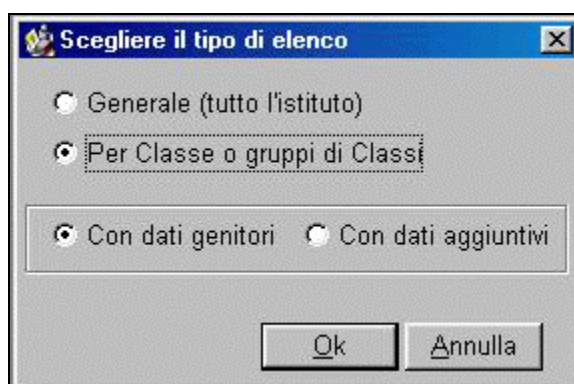 Scegliere il tipo di elenco
Generale (tutto l'istituto)
Per Classe o gruppi di Classi
Con dati genitori Con dati aggiuntivi
Ok Annulla